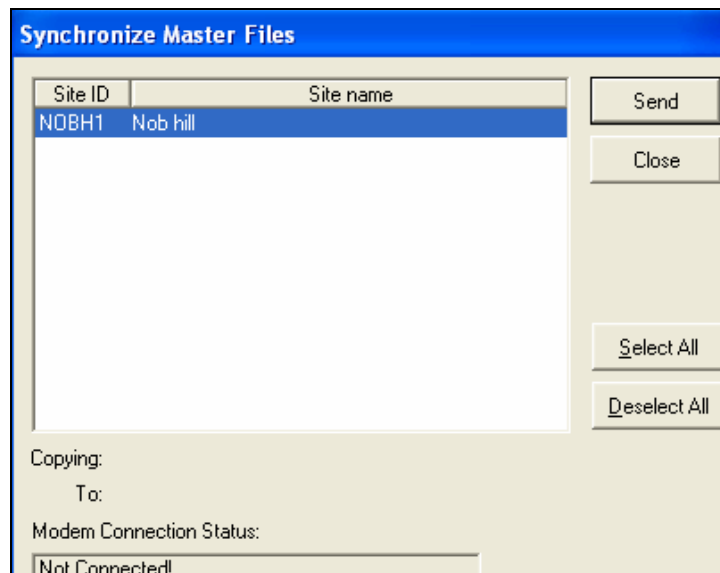 Synchronize Master Files
Site ID Site name
NOBH1 Nob hill
Send
Close
Select All
Deselect All
Copying:
To:
Modem Connection Status:
Not Connected!